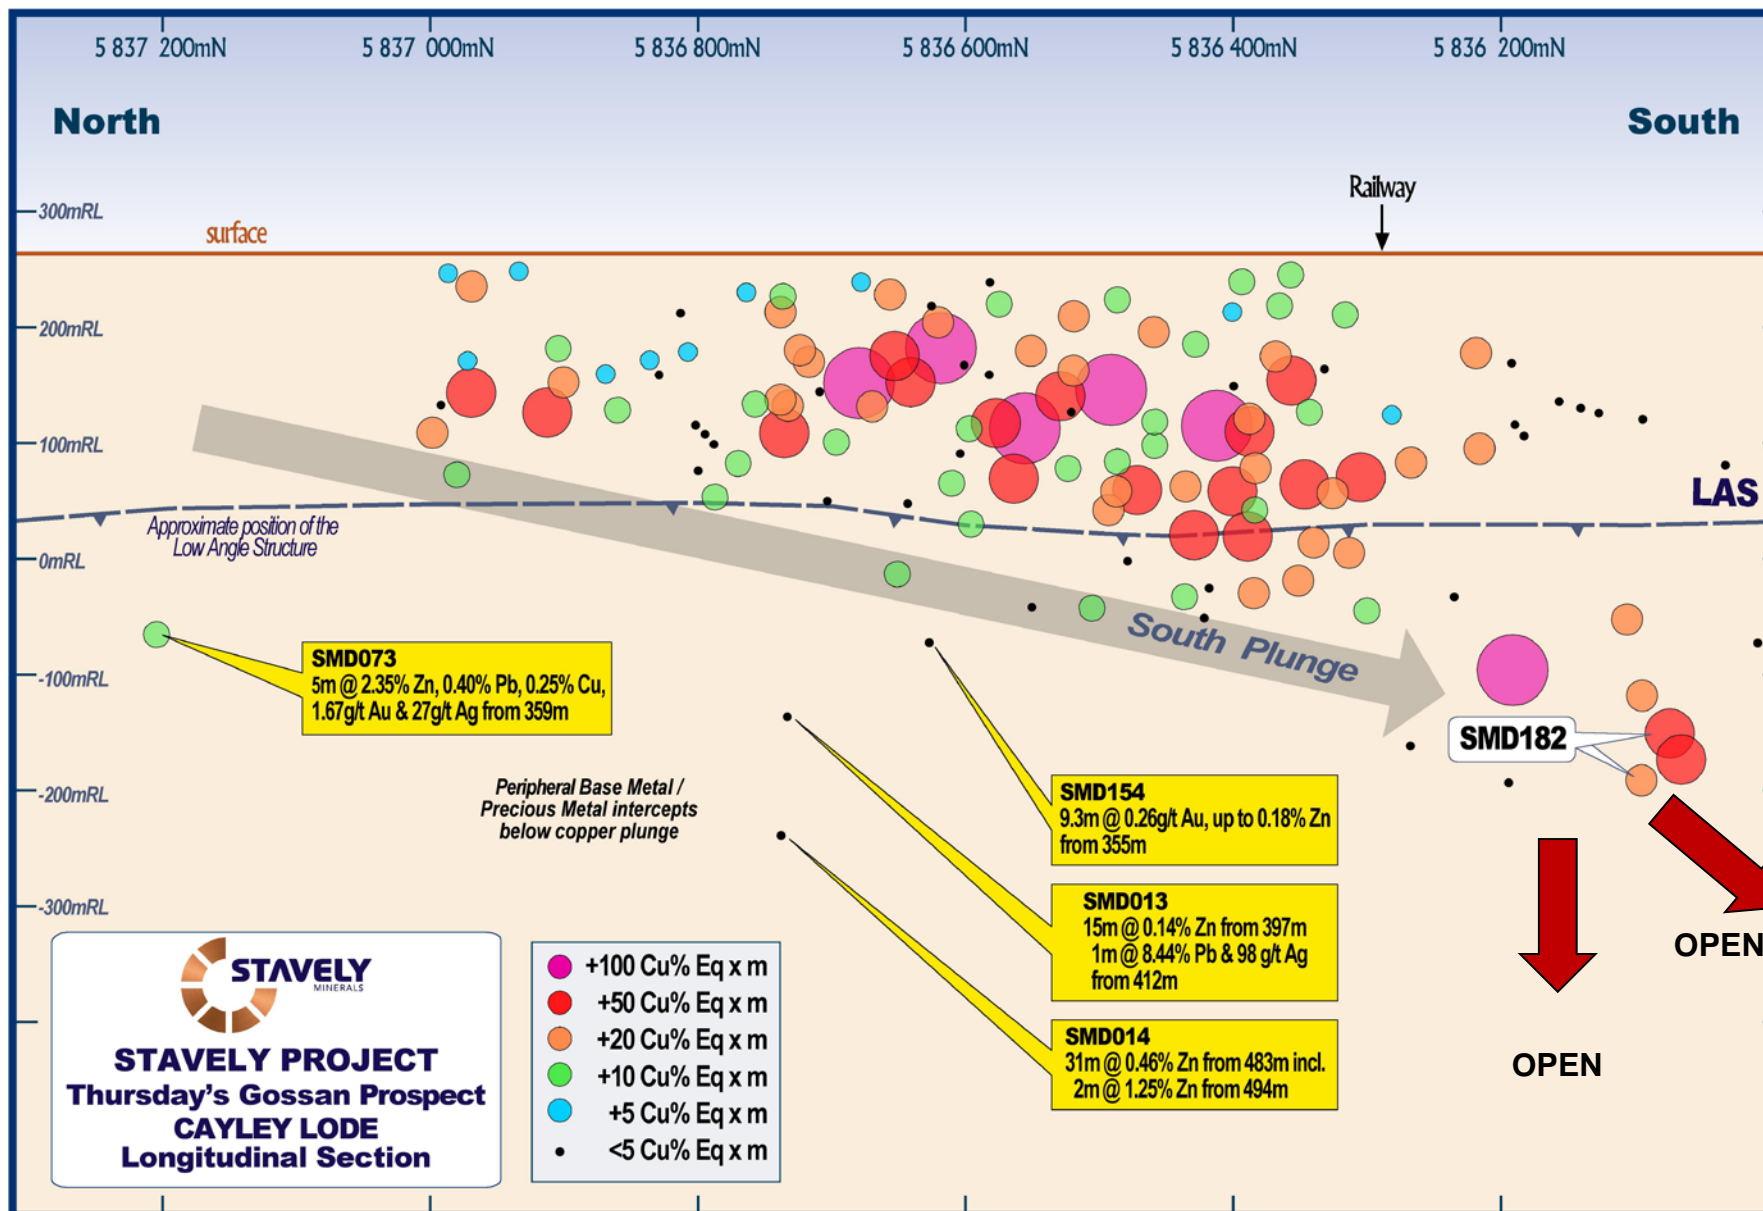 5 837 200mN
5 837 000mN
5 836 800mN
5 836 600mN
5 836 400mN
5 836 200mN
North
South
Railway
300mRL
surface
200mRL
100mRL
LAS
Approximate position of the
Low Angle Structure
0mRL
South Plunge
SMD073
5m @ 2.35% Zn, 0.40% Pb, 0.25% Cu,
1.67g/t Au & 27g/t Ag from 359m
-100mRL
SMD182
Peripheral Base Metal /
Precious Metal intercepts
below copper plunge
-200mRL
SMD154
9.3m @ 0.26g/t Au, up to 0.18% Zn
from 355m
SMD013
15m @ 0.14% Zn from 397m
1m @ 8.44% Pb & 98 g/t Ag
from 412m
-300mRL
OPEN
SMD014
31m @ 0.46% Zn from 483m incl.
2m @ 1.25% Zn from 494m
OPEN
STAVELY
MINERALS
STAVELY PROJECT
Thursday's Gossan Prospect
CAYLEY LODE
Longitudinal Section
+100 Cu% Eq x m
+50 Cu% Eq x m
+20 Cu% Eq x m
+10 Cu% Eq x m
+5 Cu% Eq x m
<5 Cu% Eq x m